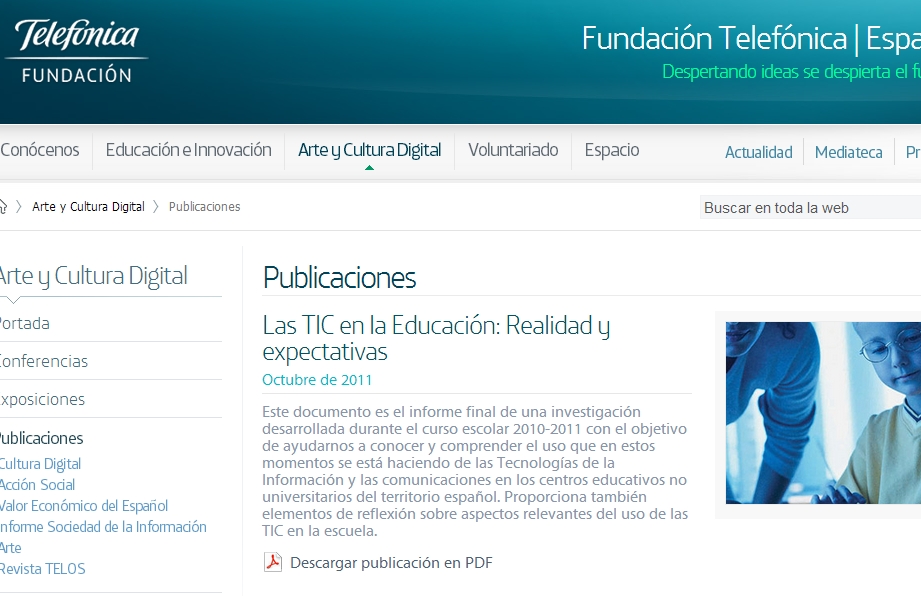 Telefónica
FUNDACIÓN
Fundación Telefónica | Espa
Despertando ideas se despierta el fu
Conócenos
Educación e Innovación
Arte y Cultura Digital
Voluntariado
Espacio
Actualidad
Mediateca
Pr
Arte y Cultura Digital
Publicaciones
Buscar en toda la web
Arte y Cultura Digital
Portada
Conferencias
Exposiciones
Publicaciones
Cultura Digital
Acción Social
Valor Económico del Español
Informe Sociedad de la Información
Arte
Revista TELOS
Publicaciones
Las TIC en la Educación: Realidad y
expectativas
Octubre de 2011
Este documento es el informe final de una investigación
desarrollada durante el curso escolar 2010-2011 con el objetivo
de ayudarnos a conocer y comprender el uso que en estos
momentos se está haciendo de las Tecnologías de la
Información y las comunicaciones en los centros educativos no
universitarios del territorio español. Proporciona también
elementos de reflexión sobre aspectos relevantes del uso de las
TIC en la escuela.
Descargar publicación en PDF